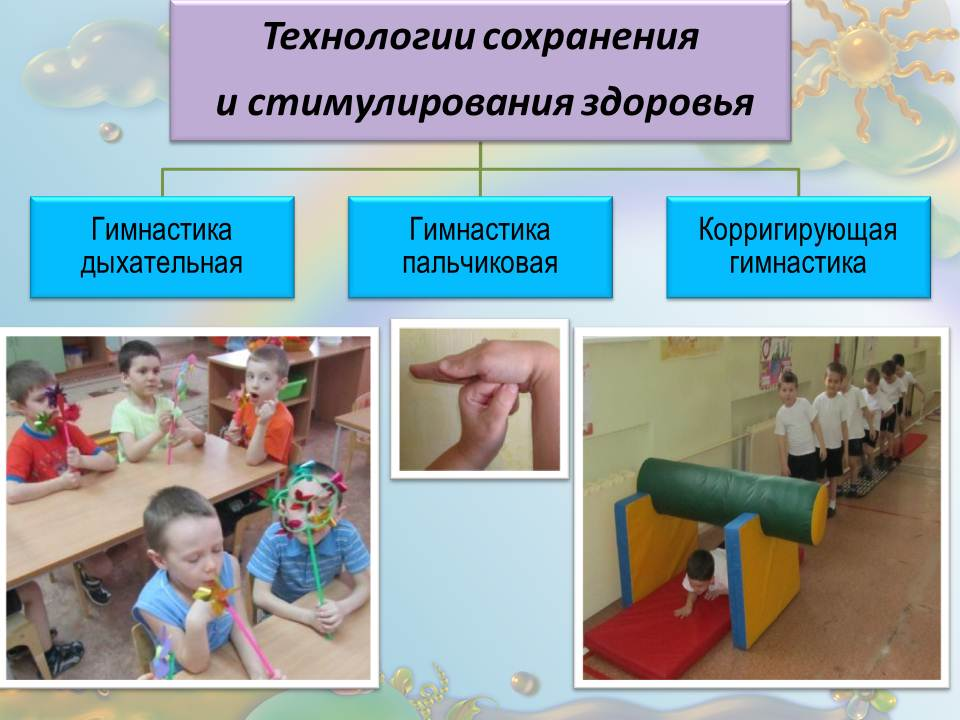 Технологии сохранения
и стимулирования здоровья
Гимнастика
дыхательная
Гимнастика
пальчиковая
Корригирующая
гимнастика